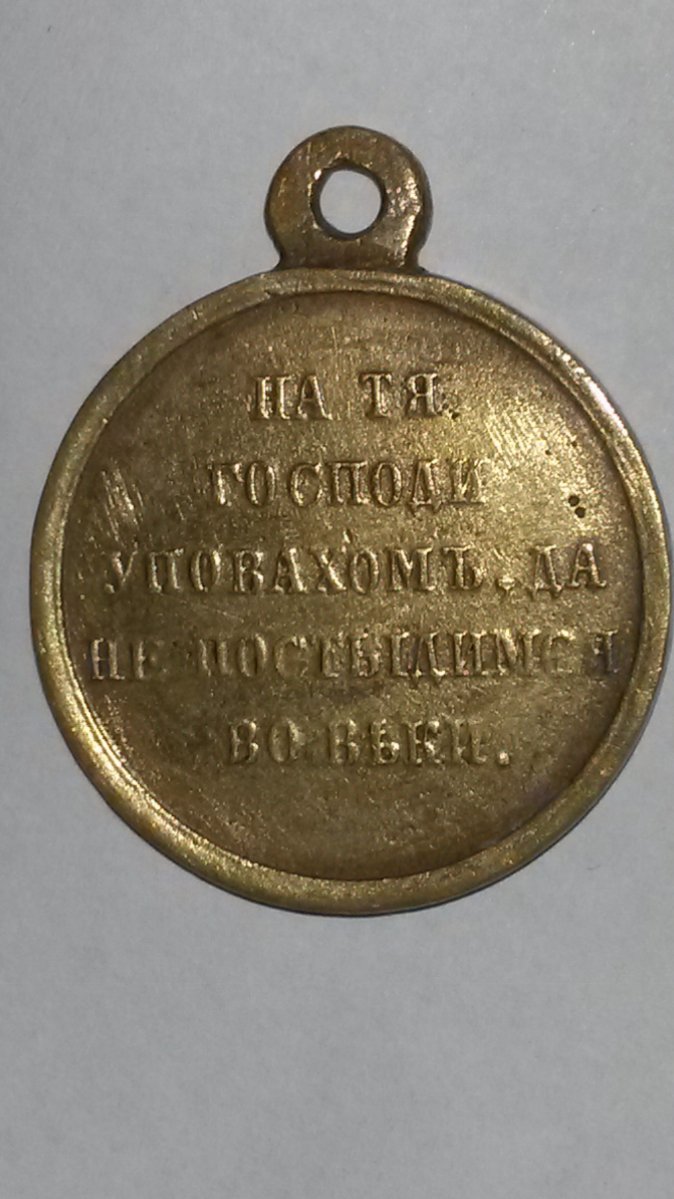 НА ТЯ.
ГОСПОДИ
УПОВАХОМЪ. ДА
НЕ ПОСТЫДИМСЯ
ВО ВѢКИ.